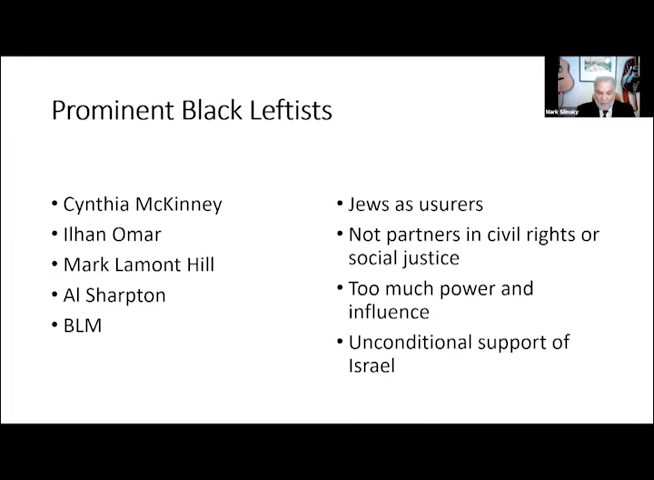 Prominent Black Leftists
Mark Silinsky
• Cynthia McKinney
• Ilhan Omar
• Mark Lamont Hill
• Al Sharpton
• BLM
• Jews as usurers
• Not partners in civil rights or
social justice
• Too much power and
influence
• Unconditional support of
Israel